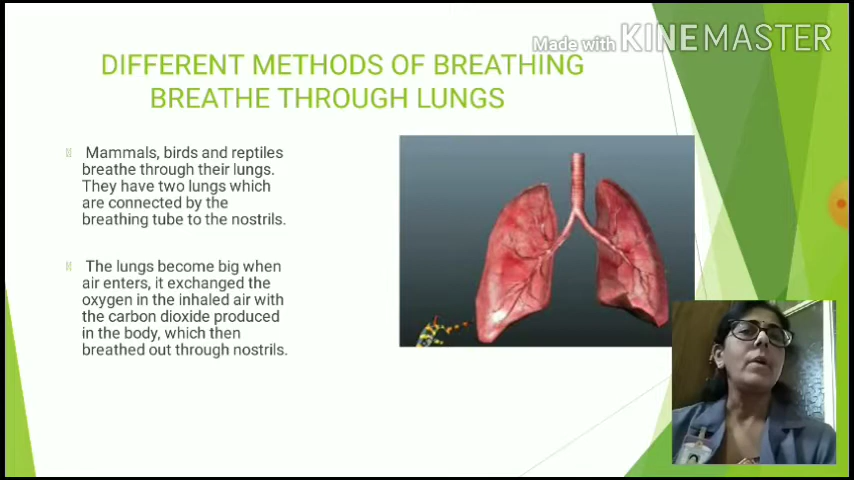 Made with KINEMASTER
DIFFERENT METHODS OF BREATHING
BREATHE THROUGH LUNGS
Mammals, birds and reptiles
breathe through their lungs.
They have two lungs which
are connected by the
breathing tube to the nostrils.
The lungs become big when
air enters, it exchanged the
oxygen in the inhaled air with
the carbon dioxide produced
in the body, which then
breathed out through nostrils.